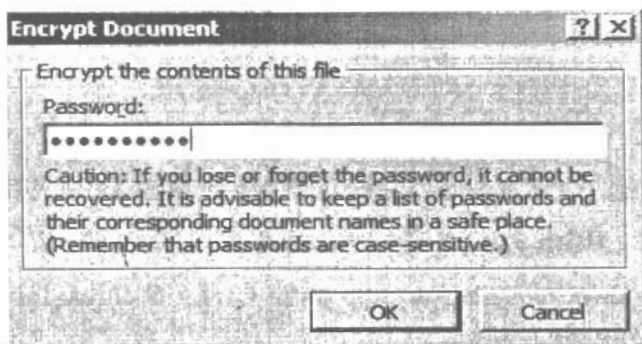 Encrypt Document ? ×
Encrypt the contents of this file
Password:
••••••••••
Caution: If you lose or forget the password, it cannot be
recovered. It is advisable to keep a list of passwords and
their corresponding document names in a safe place.
(Remember that passwords are case-sensitive.)
OK Cancel